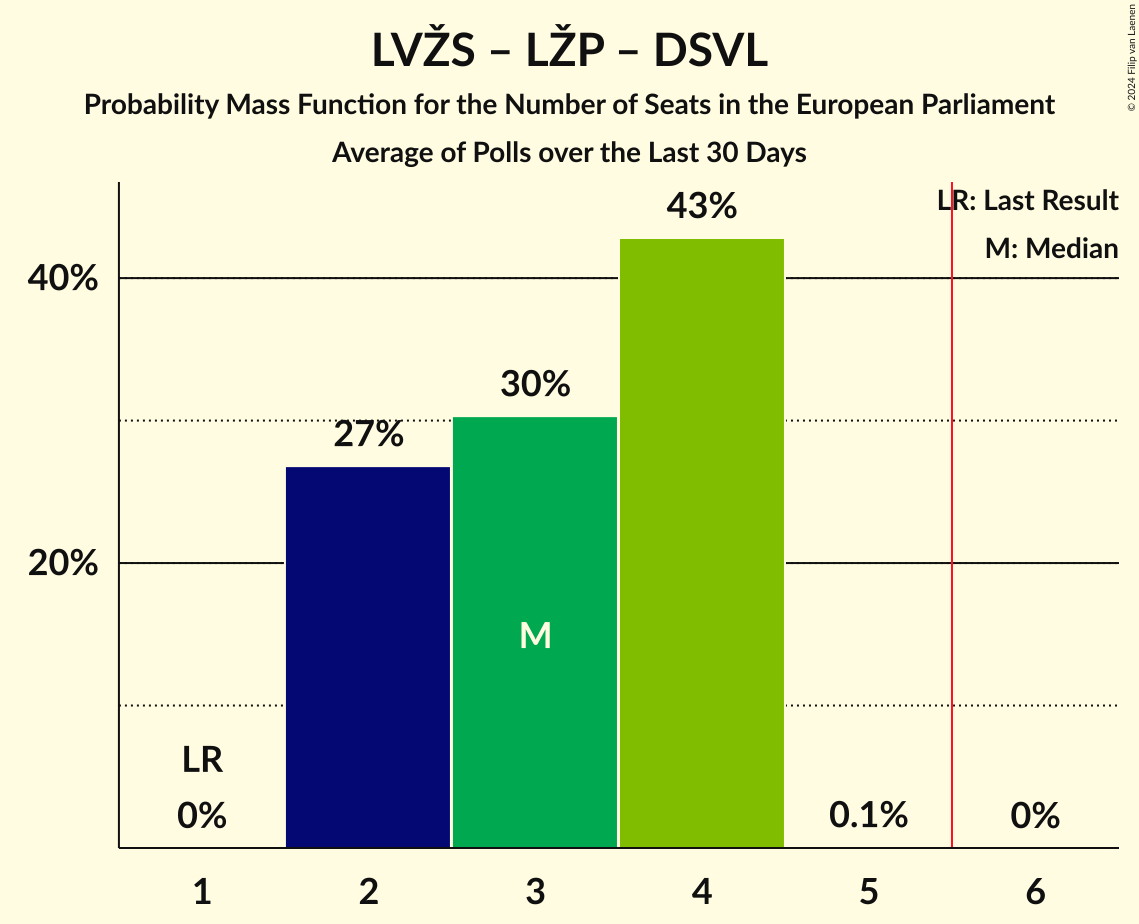 LVŽS – LŽP – DSVL
Probability Mass Function for the Number of Seats in the European Parliament
Average of Polls over the Last 30 Days
© 2024 Filip van Laenen
LR: Last Result
M: Median
43%
40%
30%
27%
20%
M
LR
0%
0.1%
0%
1 2 3 4 5 6